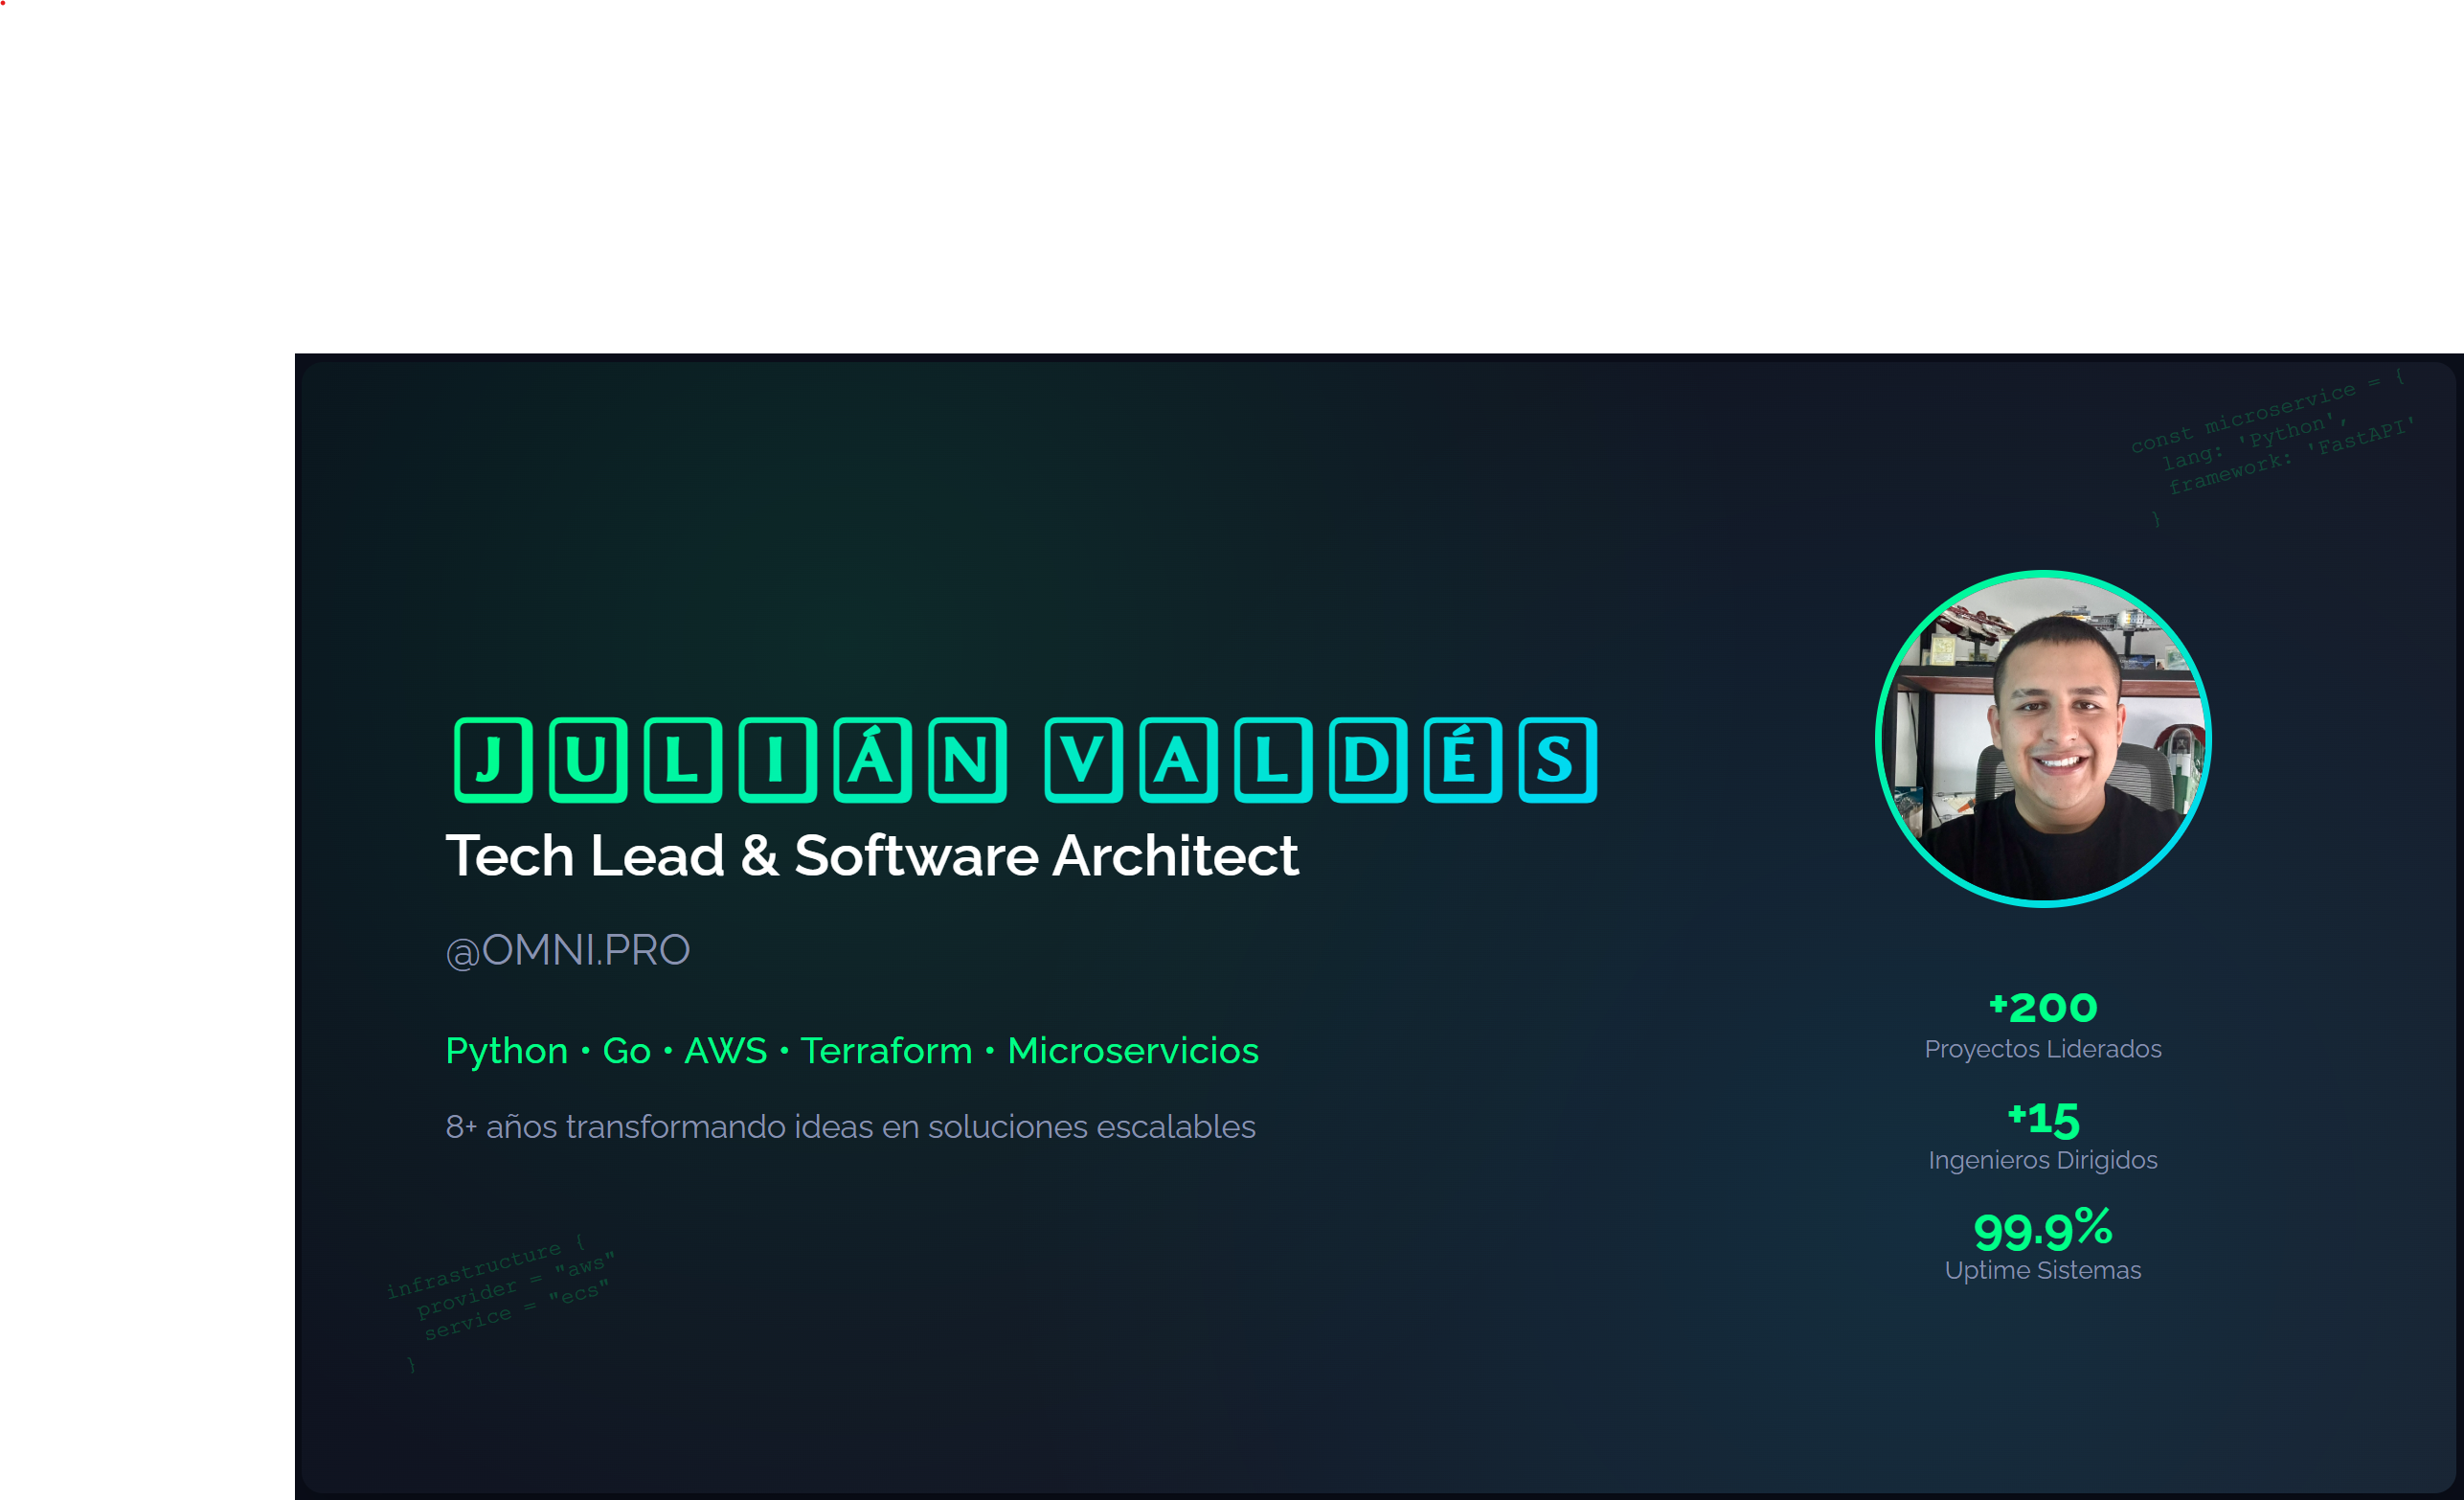 const microservice = {
lang: 'Python',
framework: 'FastAPI'
}
JULIÁN VALDÉS
Tech Lead & Software Architect
@OMNI.PRO
Python • Go • AWS • Terraform • Microservicios
8+ años transformando ideas en soluciones escalables
+200
Proyectos Liderados
+15
Ingenieros Dirigidos
99.9%
Uptime Sistemas
infrastructure {
provider = "aws"
service = "ecs"
}